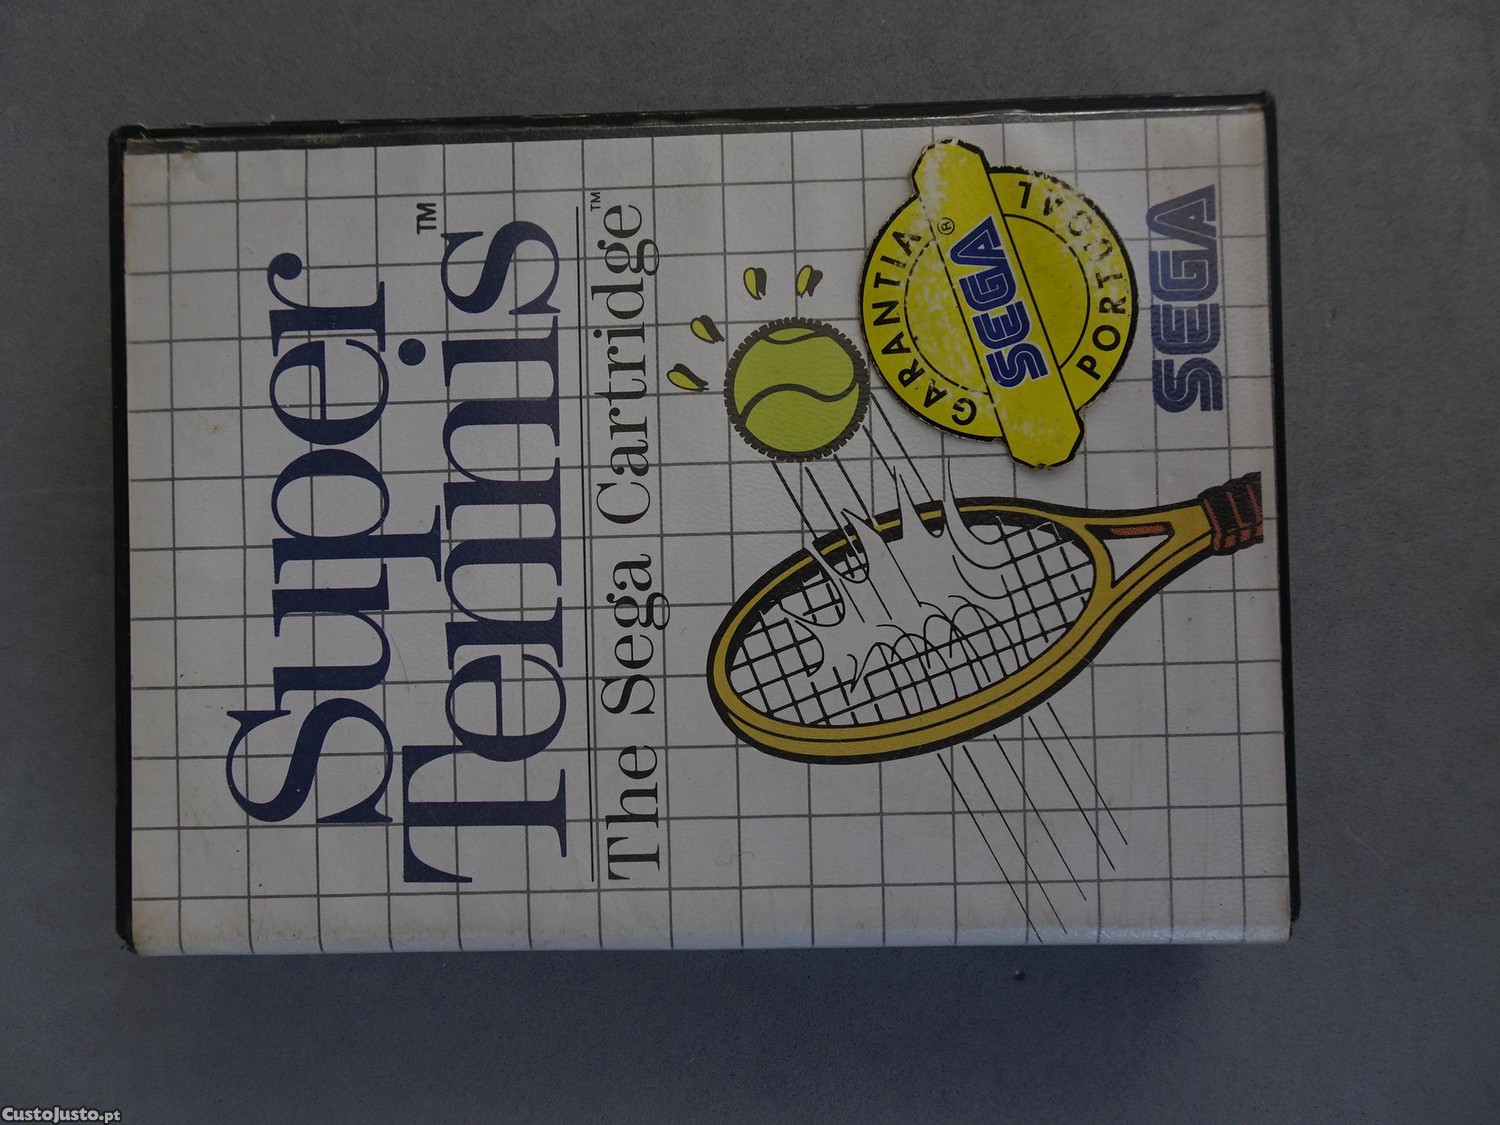 Super
Tennis™
The Sega Cartridge™
GARANTIA
SEGA®
PORTUGAL
SEGA
CustoJusto.pt